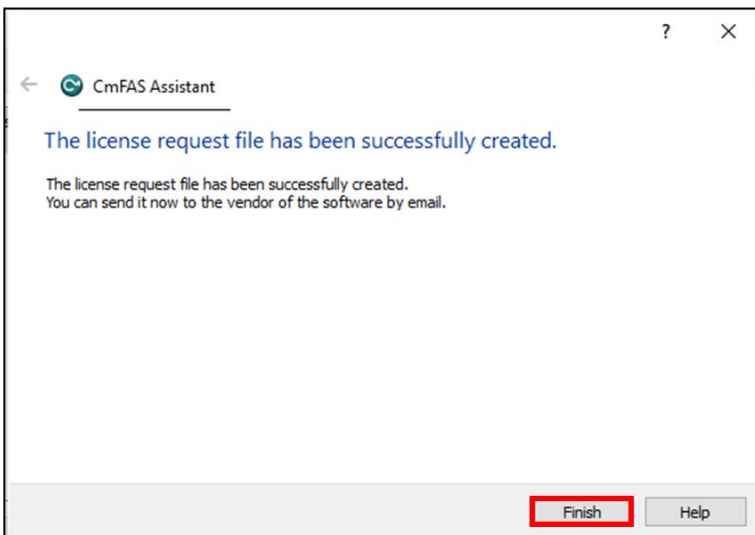 ?
CmFAS Assistant
The license request file has been successfully created.
The license request file has been successfully created.
You can send it now to the vendor of the software by email.
Finish Help